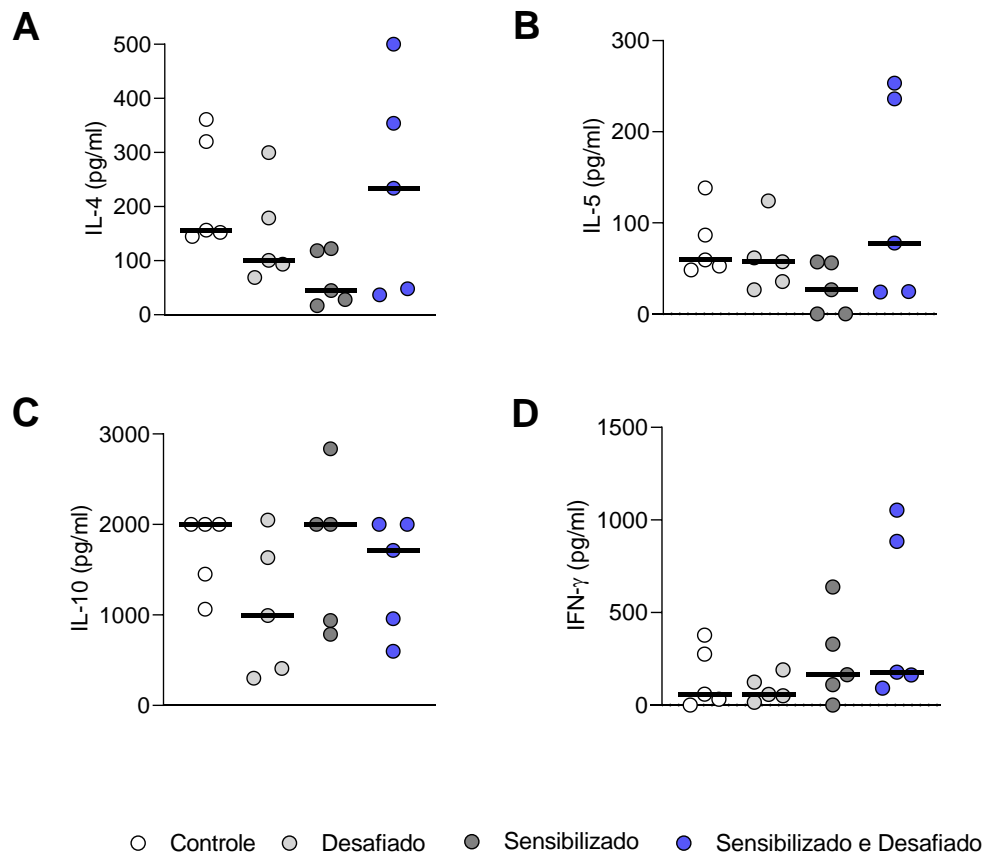 A
IL-4 (pg/ml)
500
400
300
200
100
0
B
IL-5 (pg/ml)
300
200
100
0
C
IL-10 (pg/ml)
3000
2000
1000
0
D
IFN-γ (pg/ml)
1500
1000
500
0
Controle Desafiado Sensibilizado Sensibilizado e Desafiado